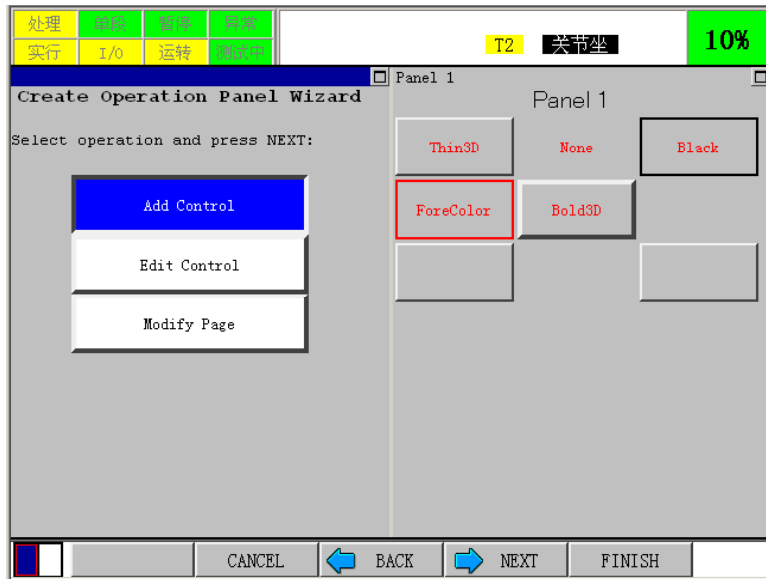 处理 单段 暂停 异常
实行 I/O 运转 测试中
T2 关节坐 10%
Create Operation Panel Wizard
Select operation and press NEXT:
Add Control
Edit Control
Modify Page
Panel 1
Panel 1
Thin3D None Black
ForeColor Bold3D
CANCEL BACK NEXT FINISH